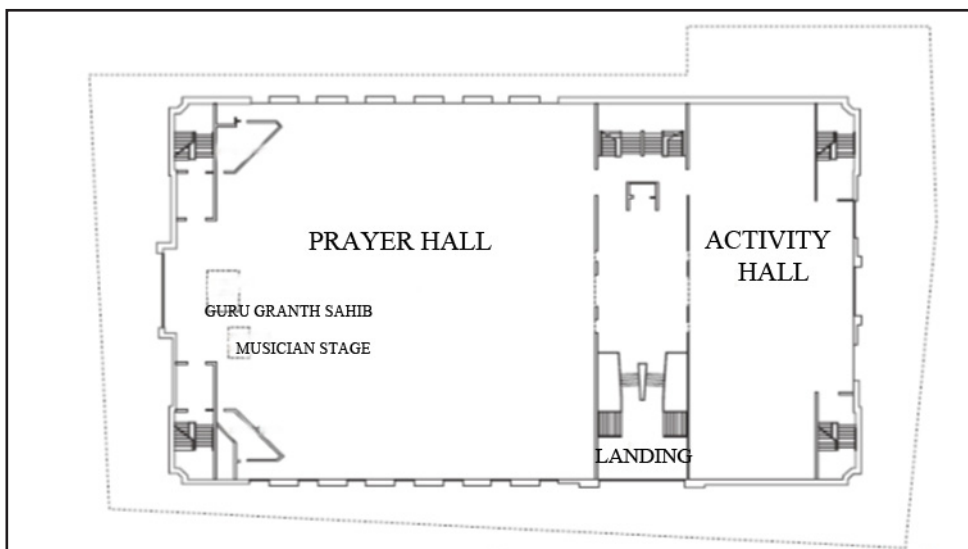 PRAYER HALL
ACTIVITY
HALL
GURU GRANTH SAHIB
MUSICIAN STAGE
LANDING